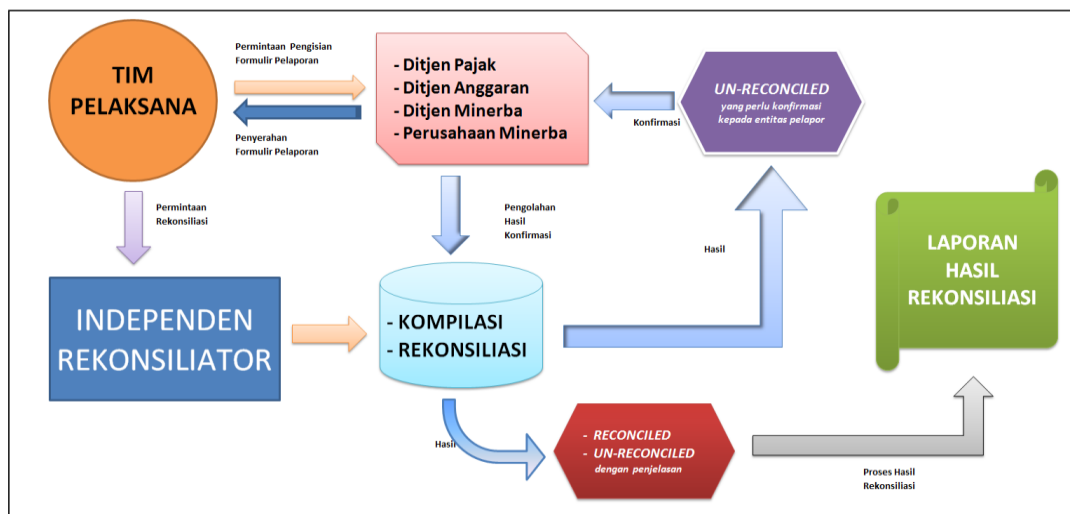 TIM
PELAKSANA
Permintaan Pengisian
Formulir Pelaporan
Penyerahan
Formulir Pelaporan
- Ditjen Pajak
- Ditjen Anggaran
- Ditjen Minerba
- Perusahaan Minerba
Konfirmasi
UN-RECONCILED
yang perlu konfirmasi
kepada entitas pelapor
Permintaan
Rekonsiliasi
Pengolahan
Hasil
Konfirmasi
Hasil
LAPORAN
HASIL
REKONSILIASI
INDEPENDEN
REKONSILIATOR
- KOMPILASI
- REKONSILIASI
Hasil
- RECONCILED
- UN-RECONCILED
dengan penjelasan
Proses Hasil
Rekonsiliasi